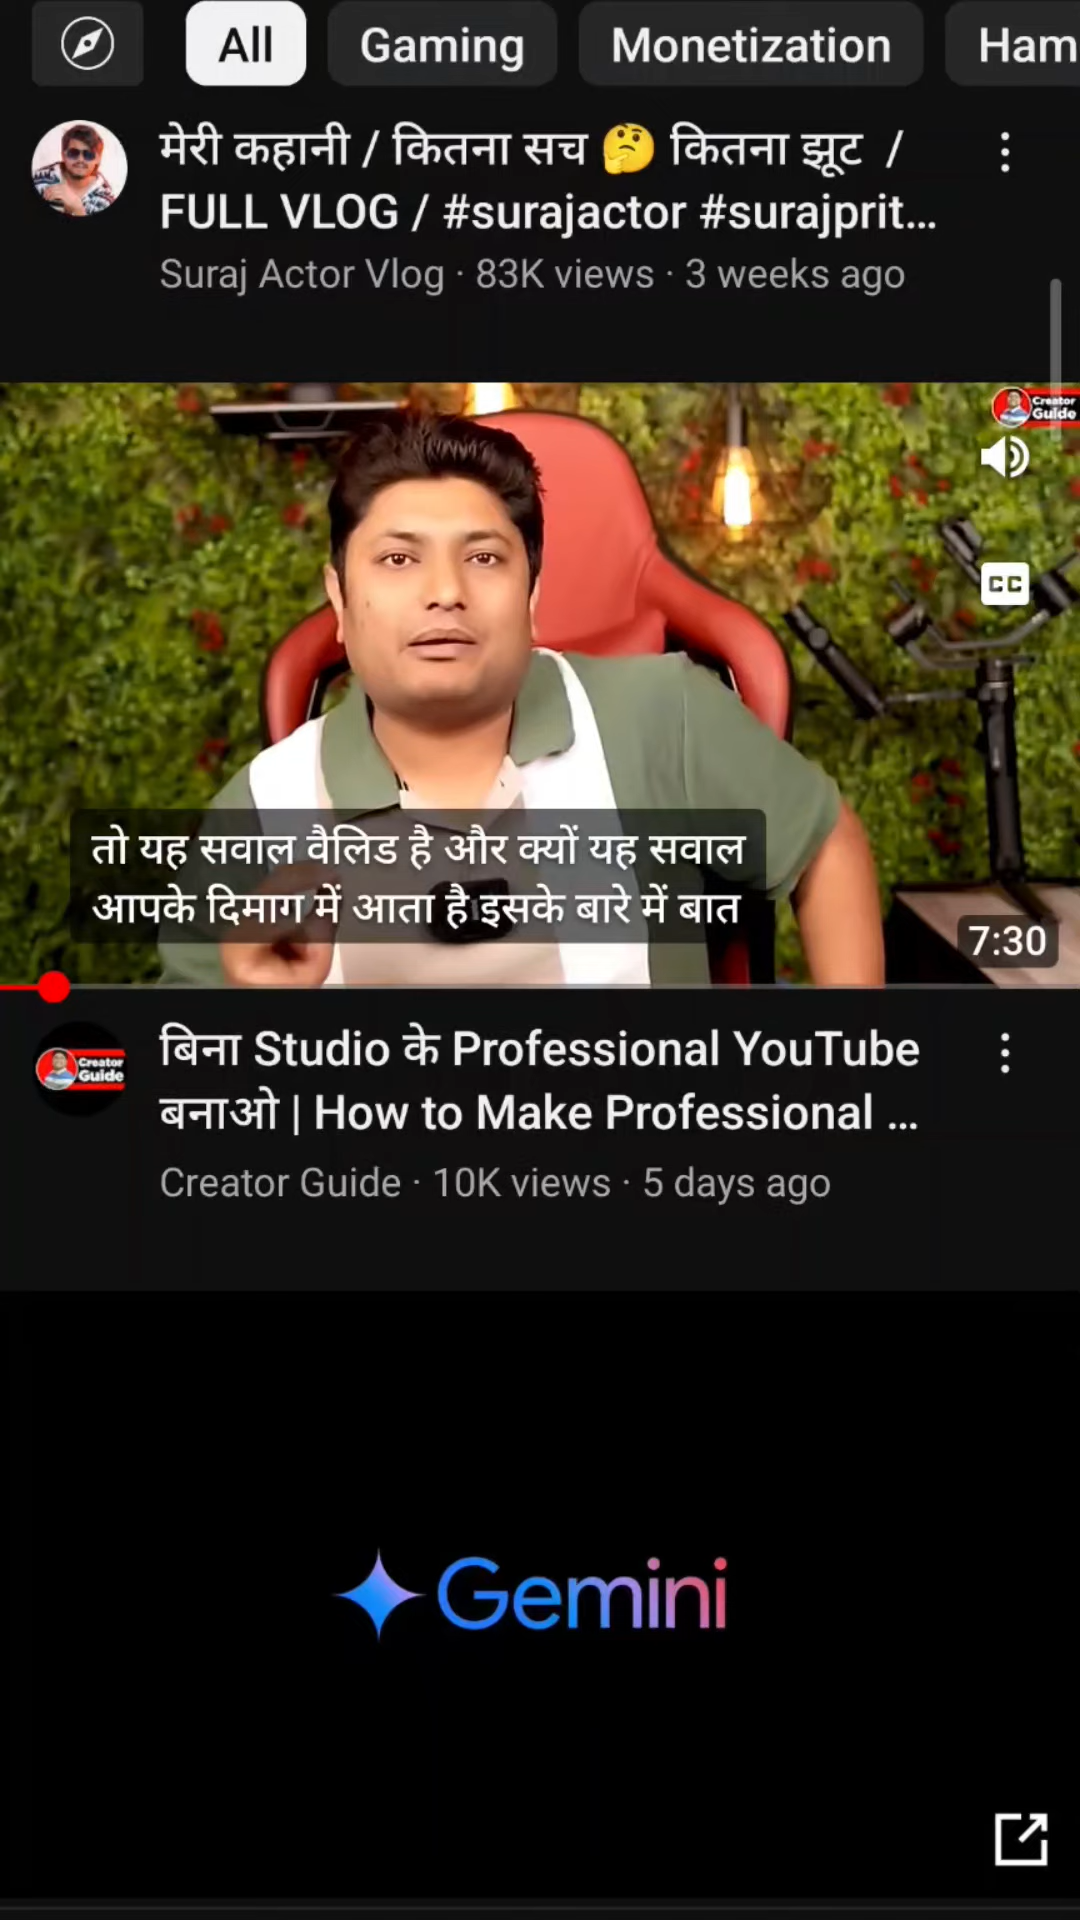 All
Gaming
Monetization
Ham
मेरी कहानी / कितना सच 🤔 कितना झूट /
FULL VLOG / #surajactor #surajprit...
Suraj Actor Vlog · 83K views · 3 weeks ago
Creator
Guide
CC
तो यह सवाल वैलिड है और क्यों यह सवाल
आपके दिमाग में आता है इसके बारे में बात
7:30
Creator
Guide
बिना Studio के Professional YouTube
बनाओ | How to Make Professional ...
Creator Guide · 10K views · 5 days ago
Gemini